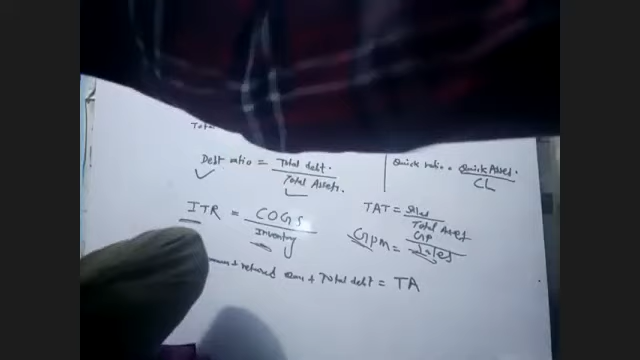 Total
Debt ratio = Total debt / Total Assets.
Quick ratio = Quick Asset / CL
ITR = COGS / Inventory
TAT = Sales / Total Asset
GPM = GP / Sales
+ Total debt = TA